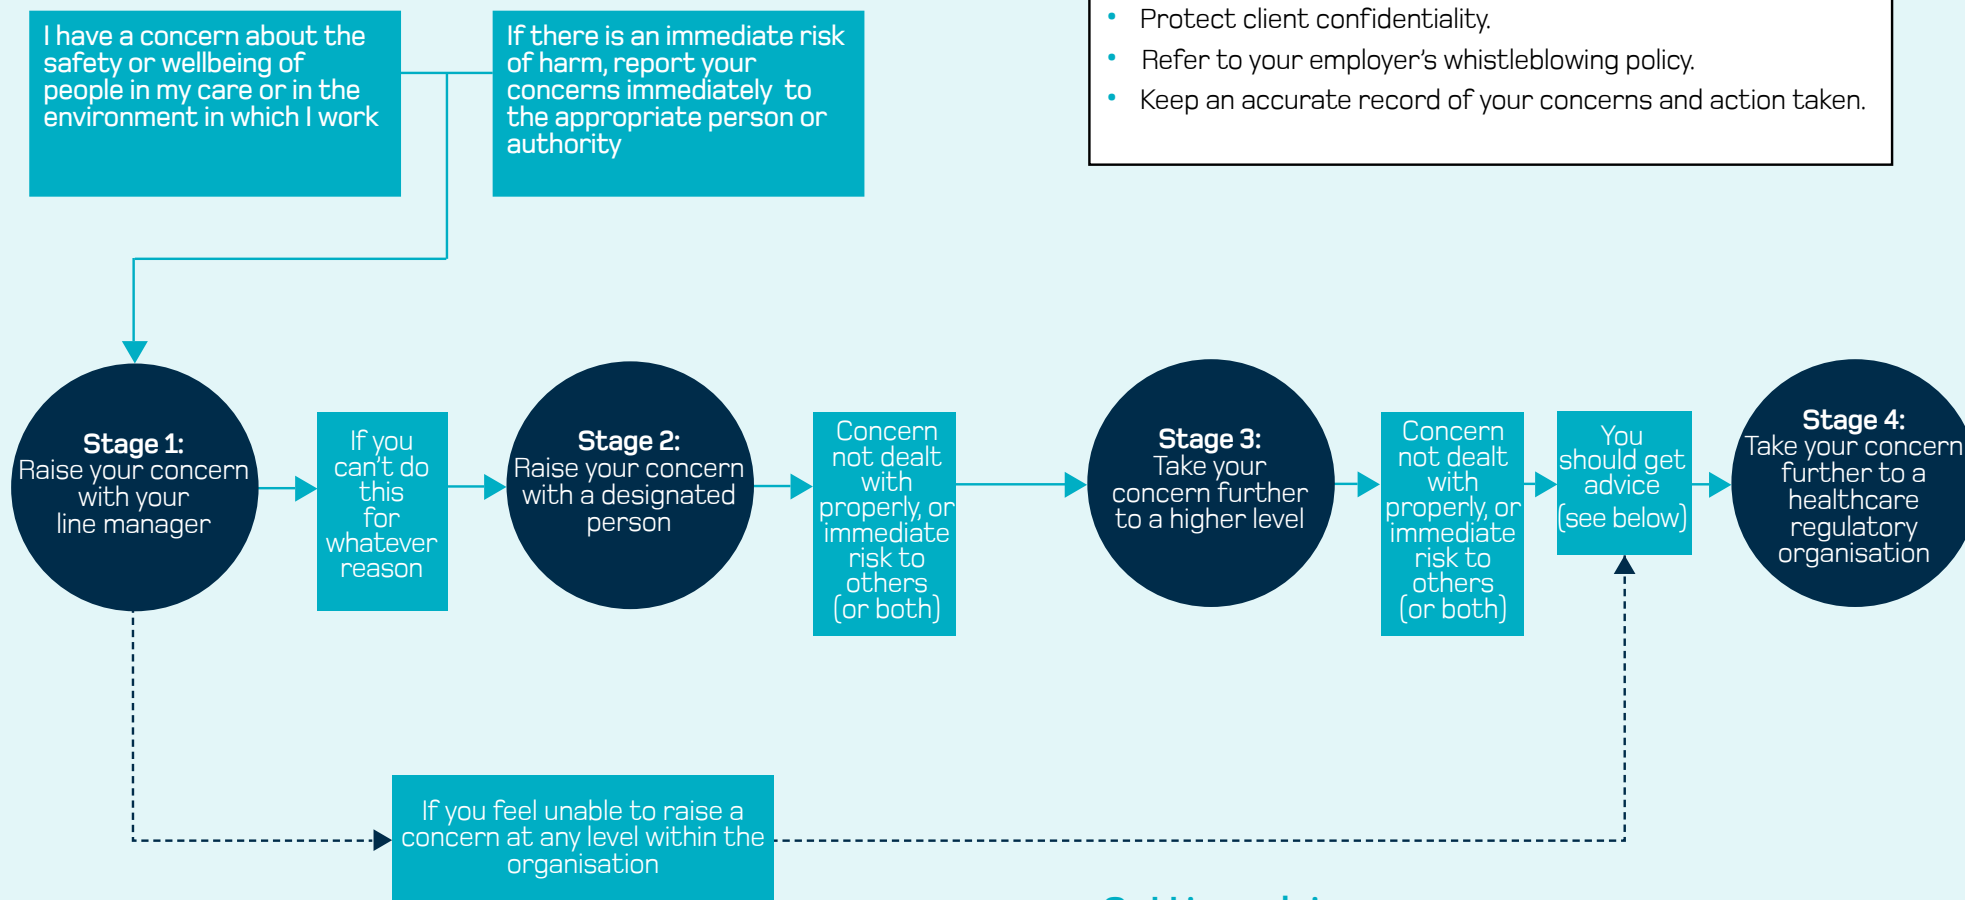 I have a concern about the
safety or wellbeing of
people in my care or in the
environment in which I work
If there is an immediate risk
of harm, report your
concerns immediately to
the appropriate person or
authority
• Protect client confidentiality.
• Refer to your employer's whistleblowing policy.
• Keep an accurate record of your concerns and action taken.
Stage 1:
Raise your concern
with your
line manager
If you
can't do
this
for
whatever
reason
Stage 2:
Raise your concern
with a designated
person
Concern
not dealt
with
properly, or
immediate
risk to
others
(or both)
Stage 3:
Take your
concern further
to a higher level
Concern
not dealt
with
properly, or
immediate
risk to
others
(or both)
You
should get
advice
(see below)
Stage 4:
Take your concern
further to a
healthcare
regulatory
organisation
If you feel unable to raise a
concern at any level within the
organisation